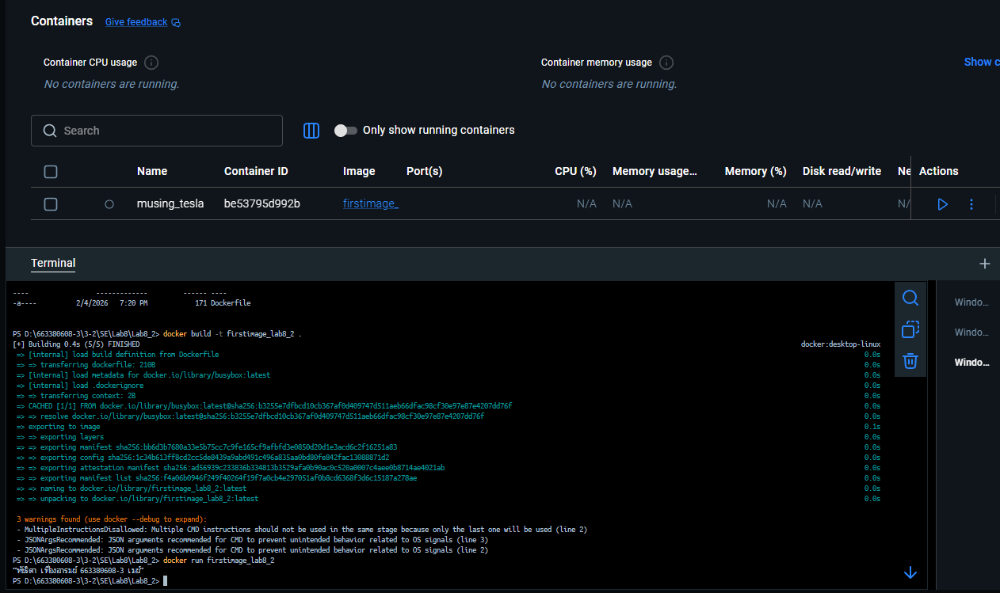 Containers Give feedback
Container CPU usage
Container memory usage
Show c
No containers are running.
No containers are running.
Search
Only show running containers
Name Container ID Image Port(s) CPU (%) Memory usage... Memory (%) Disk read/write Ne Actions
musing_tesla be53795d992b firstimage_ N/A N/A N/A N/A N/
Terminal
---- ------------- ------ ----
-a---- 2/4/2026 7:20 PM 171 Dockerfile
PS D:\663380608-3\3-2\SE\Lab8\Lab8_2> docker build -t firstimage_lab8_2 .
[+] Building 0.4s (5/5) FINISHED docker:desktop-linux
=> [internal] load build definition from Dockerfile 0.0s
=> => transferring dockerfile: 210B 0.0s
=> [internal] load metadata for docker.io/library/busybox:latest 0.0s
=> [internal] load .dockerignore 0.0s
=> => transferring context: 2B 0.0s
=> CACHED [1/1] FROM docker.io/library/busybox:latest@sha256:b3255e7dfbcd10cb367af0d409747d511aeb66dfac98cf30e97e87e4207dd76f 0.0s
=> => resolve docker.io/library/busybox:latest@sha256:b3255e7dfbcd10cb367af0d409747d511aeb66dfac98cf30e97e87e4207dd76f 0.0s
=> exporting to image 0.1s
=> => exporting layers 0.0s
=> => exporting manifest sha256:bb6d3b7680a33e5b75cc7c9fe165cf9afbfd3e0850d20d1e3acd6c2f16251a83 0.0s
=> => exporting config sha256:1c34b613ff8cd2cc5de8439a9abd491c496a835aa0bd80fe842fac13088871d2 0.0s
=> => exporting attestation manifest sha256:ad56939c233836b334813b3529afa0b90ac0c520a0007c4aee0b8714ae4021ab 0.0s
=> => exporting manifest list sha256:f4a06b0946f249f40264f19f7a0cb4e297051af0b8cd6368f3d6c15187a278ae 0.0s
=> => naming to docker.io/library/firstimage_lab8_2:latest 0.0s
=> => unpacking to docker.io/library/firstimage_lab8_2:latest 0.0s
3 warnings found (use docker --debug to expand):
- MultipleInstructionsDisallowed: Multiple CMD instructions should not be used in the same stage because only the last one will be used (line 2)
- JSONArgsRecommended: JSON arguments recommended for CMD to prevent unintended behavior related to OS signals (line 3)
- JSONArgsRecommended: JSON arguments recommended for CMD to prevent unintended behavior related to OS signals (line 2)
PS D:\663380608-3\3-2\SE\Lab8\Lab8_2> docker run firstimage_lab8_2
663380608-3 เมย์"
PS D:\663380608-3\3-2\SE\Lab8\Lab8_2>
Windo...
Windo...
Windo...